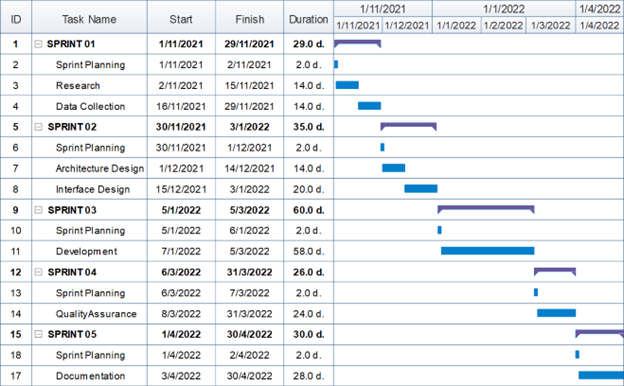 ID Task Name Start Finish Duration 1/11/2021 1/1/2022 1/4/2022
1/11/2021 1/12/2021 1/1/2022 1/2/2022 1/3/2022 1/4/2022
1 SPRINT 01 1/11/2021 29/11/2021 29.0 d.
2 Sprint Planning 1/11/2021 2/11/2021 2.0 d.
3 Research 2/11/2021 15/11/2021 14.0 d.
4 Data Collection 16/11/2021 29/11/2021 14.0 d.
5 SPRINT 02 30/11/2021 3/1/2022 35.0 d.
6 Sprint Planning 30/11/2021 1/12/2021 2.0 d.
7 Architecture Design 1/12/2021 14/12/2021 14.0 d.
8 Interface Design 15/12/2021 3/1/2022 20.0 d.
9 SPRINT 03 5/1/2022 5/3/2022 60.0 d.
10 Sprint Planning 5/1/2022 6/1/2022 2.0 d.
11 Development 7/1/2022 5/3/2022 58.0 d.
12 SPRINT 04 6/3/2022 31/3/2022 26.0 d.
13 Sprint Planning 6/3/2022 7/3/2022 2.0 d.
14 QualityAssurance 8/3/2022 31/3/2022 24.0 d.
15 SPRINT 05 1/4/2022 30/4/2022 30.0 d.
18 Sprint Planning 1/4/2022 2/4/2022 2.0 d.
17 Documentation 3/4/2022 30/4/2022 28.0 d.